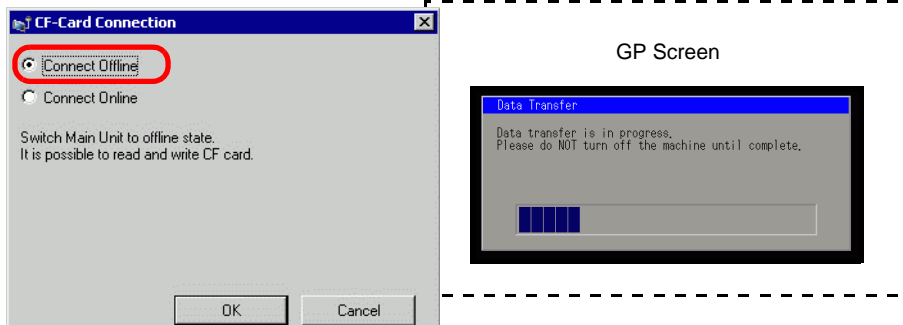 CF-Card Connection
Connect Offline
Connect Online
Switch Main Unit to offline state.
It is possible to read and write CF card.
OK
Cancel
GP Screen
Data Transfer
Data transfer is in progress.
Please do NOT turn off the machine until complete.